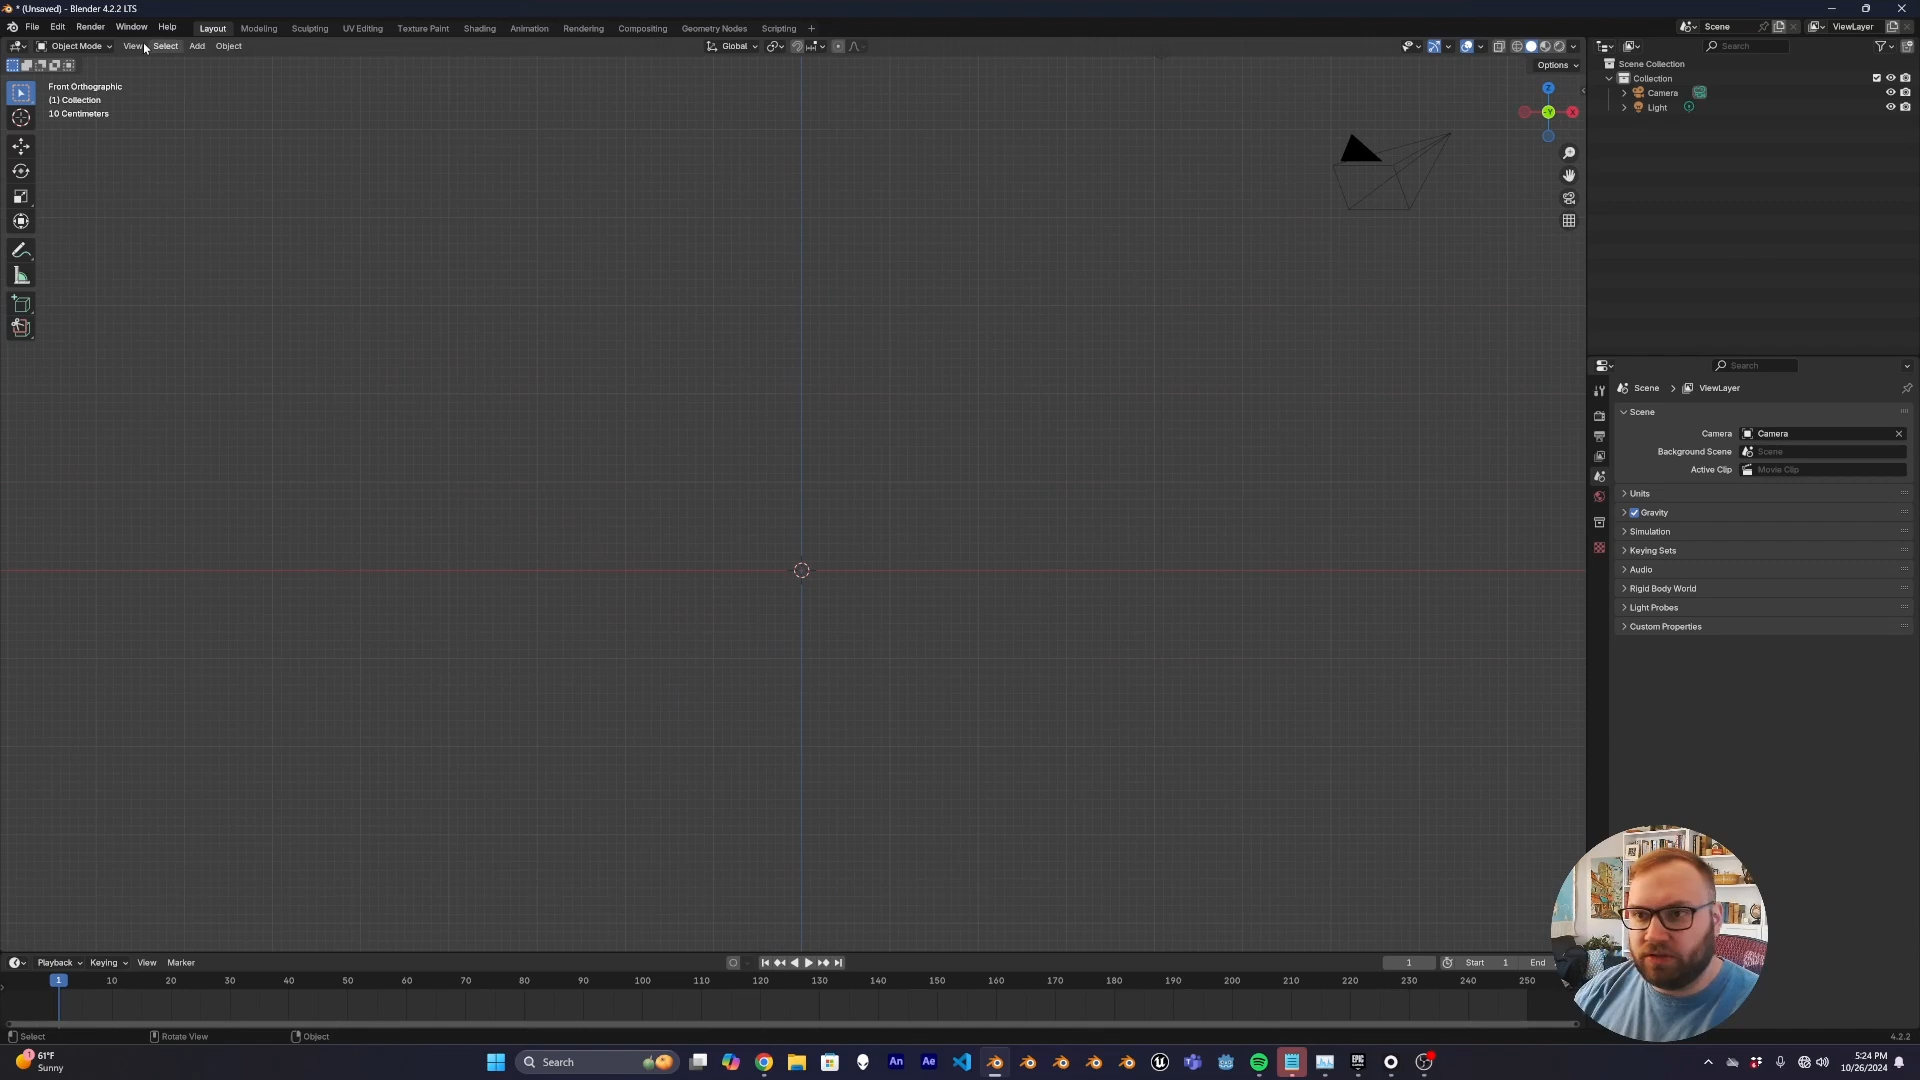 * (Unsaved) - Blender 4.2.2 LTS
File Edit Render Window Help Layout Modeling Sculpting UV Editing Texture Paint Shading Animation Rendering Compositing Geometry Nodes Scripting + Scene ViewLayer
Object Mode View Select Add Object Global Search
Options
Front Orthographic
(1) Collection
10 Centimeters
Z
-Y
X
Scene Collection
Collection
Camera
Light
Search
Scene > ViewLayer
Scene
Camera Camera
Background Scene Scene
Active Clip Movie Clip
Units
Gravity
Simulation
Keying Sets
Audio
Rigid Body World
Light Probes
Custom Properties
Playback Keying View Marker 1 Start 1 End
1 10 20 30 40 50 60 70 80 90 100 110 120 130 140 150 160 170 180 190 200 210 220 230 240 250
Select Rotate View Object 4.2.2
1 61°F
Sunny
Search
An Ae
EPIC
5:24 PM
10/26/2024